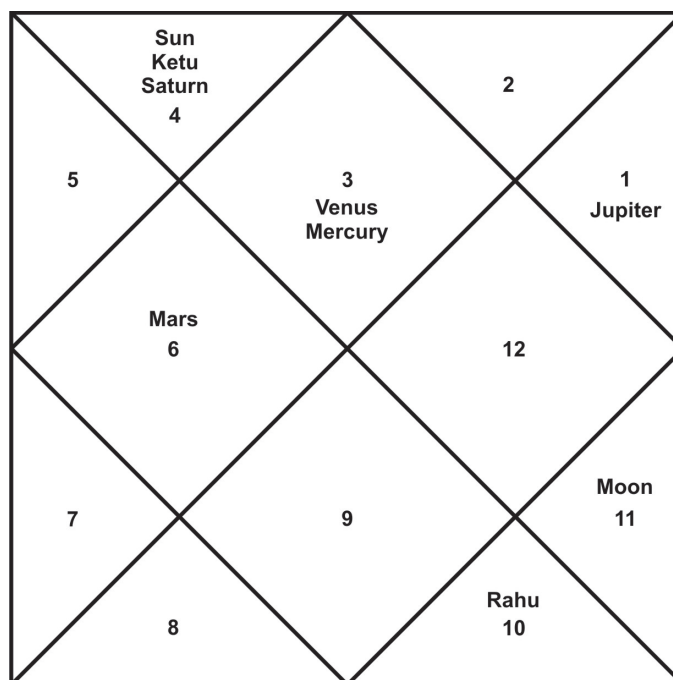 Sun
Ketu
Saturn
4
2
5
3
Venus
Mercury
1
Jupiter
Mars
6
12
Moon
11
7
9
Rahu
10
8